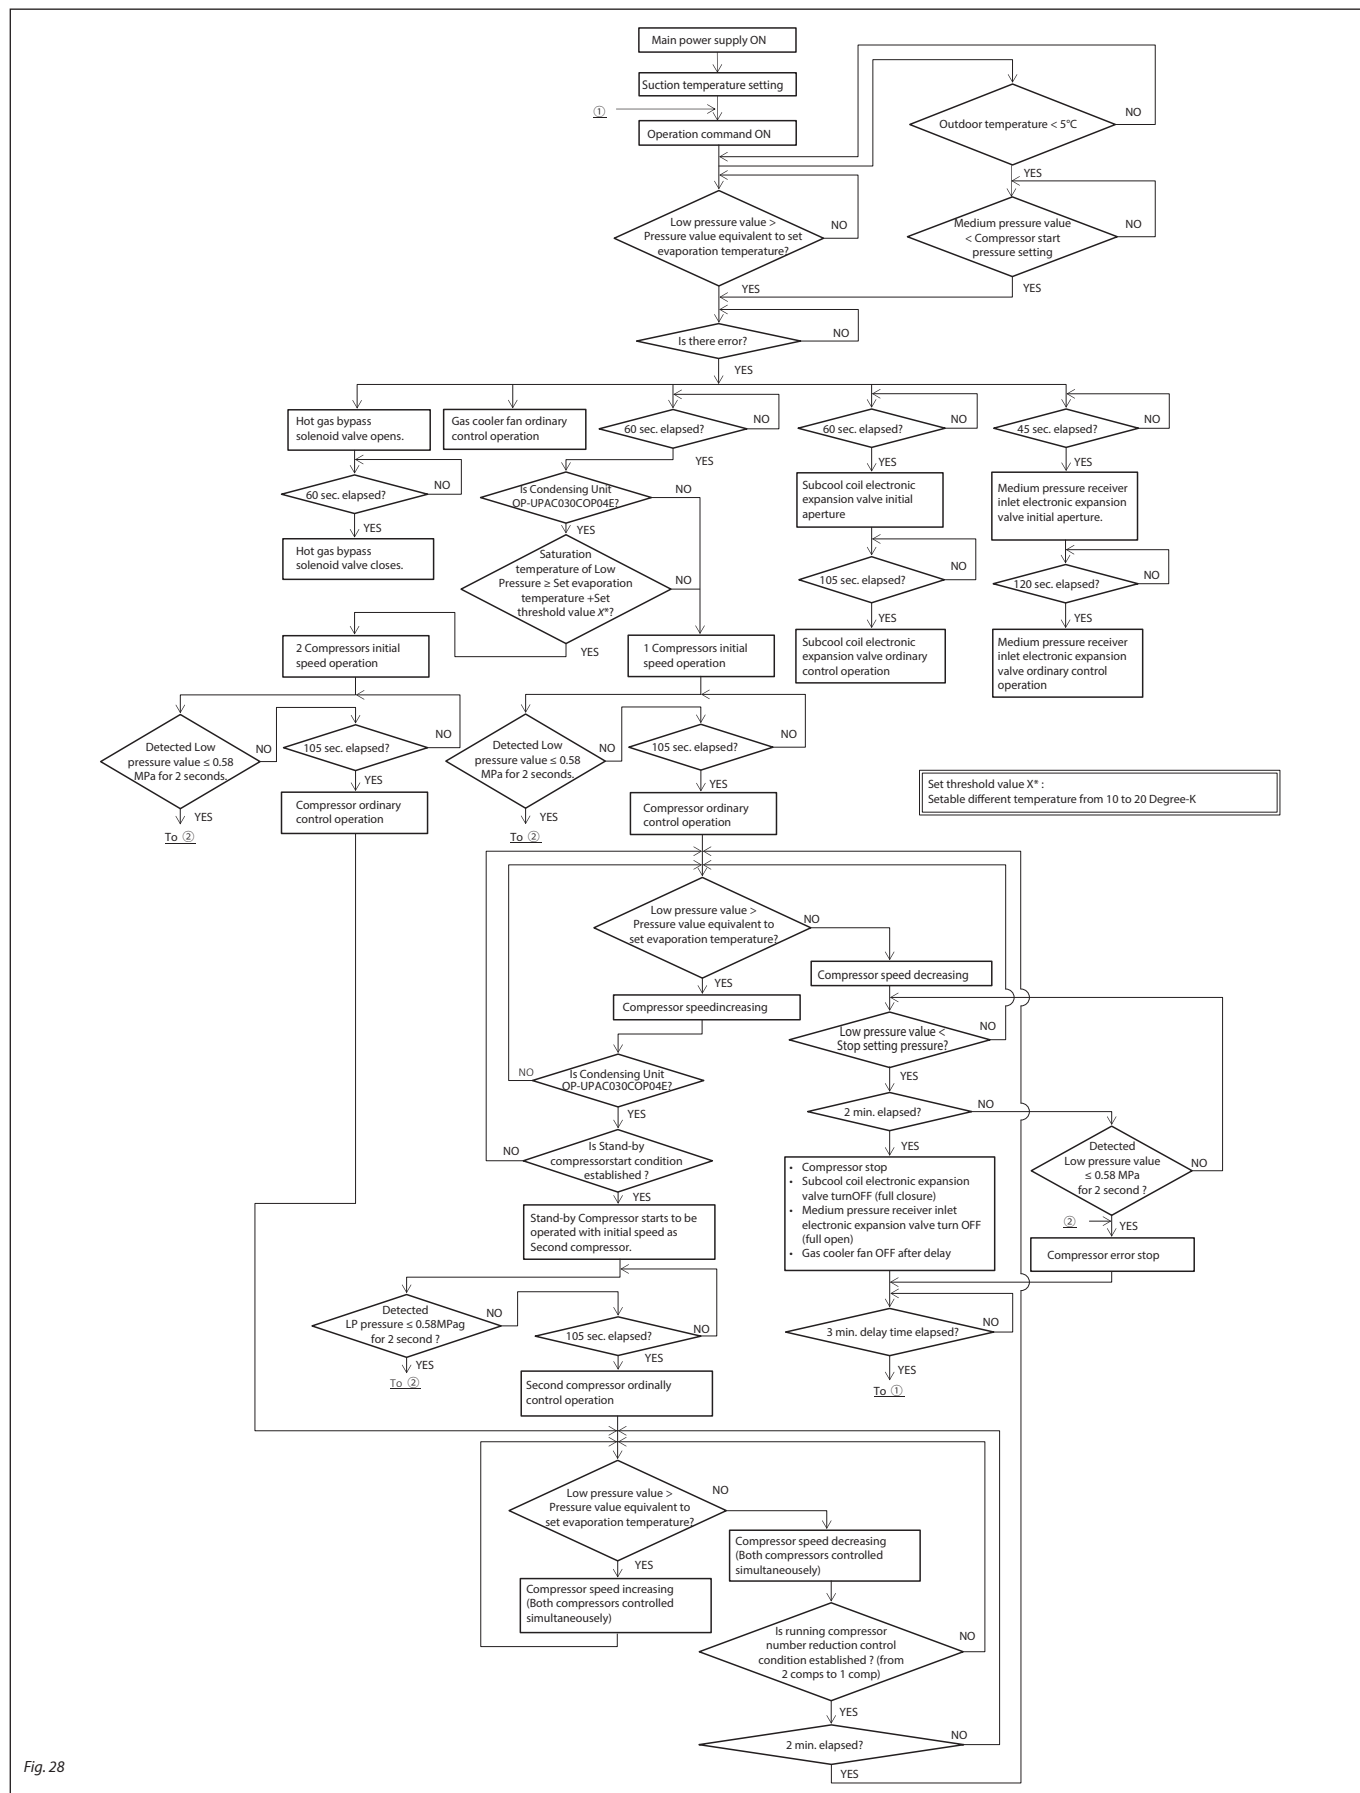 Main power supply ON
Suction temperature setting
①
Operation command ON
Outdoor temperature < 5°C
NO
YES
Low pressure value >
Pressure value equivalent to set
evaporation temperature?
NO
YES
Medium pressure value
< Compressor start
pressure setting
NO
YES
Is there error?
NO
YES
Hot gas bypass
solenoid valve opens.
60 sec. elapsed?
NO
YES
Hot gas bypass
solenoid valve closes.
Gas cooler fan ordinary
control operation
60 sec. elapsed?
NO
YES
Is Condensing Unit
OP-UPAC030COP04E?
NO
YES
Saturation
temperature of Low
Pressure ≥ Set evaporation
temperature +Set
threshold value X*?
NO
YES
60 sec. elapsed?
NO
YES
Subcool coil electronic
expansion valve initial
aperture
105 sec. elapsed?
NO
YES
Subcool coil electronic
expansion valve ordinary
control operation
45 sec. elapsed?
NO
YES
Medium pressure receiver
inlet electronic expansion
valve initial aperture.
120 sec. elapsed?
NO
YES
Medium pressure receiver
inlet electronic expansion
valve ordinary control
operation
2 Compressors initial
speed operation
Detected Low
pressure value ≤ 0.58
MPa for 2 seconds.
NO
YES
To ②
105 sec. elapsed?
NO
YES
Compressor ordinary
control operation
1 Compressors initial
speed operation
Detected Low
pressure value ≤ 0.58
MPa for 2 seconds.
NO
YES
To ②
105 sec. elapsed?
NO
YES
Compressor ordinary
control operation
Set threshold value X* :
Setable different temperature from 10 to 20 Degree-K
Low pressure value >
Pressure value equivalent to
set evaporation temperature?
NO
YES
Compressor speedincreasing
Compressor speed decreasing
Low pressure value <
Stop setting pressure?
NO
YES
Is Condensing Unit
OP-UPAC030COP04E?
NO
YES
2 min. elapsed?
NO
YES
Is Stand-by
compressorstart condition
established ?
NO
YES
Detected
Low pressure value
≤ 0.58 MPa
for 2 second ?
NO
YES
②
Compressor error stop
• Compressor stop
• Subcool coil electronic expansion
valve turnOFF (full closure)
• Medium pressure receiver inlet
electronic expansion valve turn OFF
(full open)
• Gas cooler fan OFF after delay
Stand-by Compressor starts to be
operated with initial speed as
Second compressor.
Detected
LP pressure ≤ 0.58MPag
for 2 second ?
NO
YES
To ②
105 sec. elapsed?
NO
YES
3 min. delay time elapsed?
NO
YES
To ①
Second compressor ordinally
control operation
Low pressure value >
Pressure value equivalent to
set evaporation temperature?
NO
YES
Compressor speed increasing
(Both compressors controlled
simultaneousely)
Compressor speed decreasing
(Both compressors controlled
simultaneousely)
Is running compressor
number reduction control
condition established ? (from
2 comps to 1 comp)
NO
YES
2 min. elapsed?
NO
YES
Fig. 28